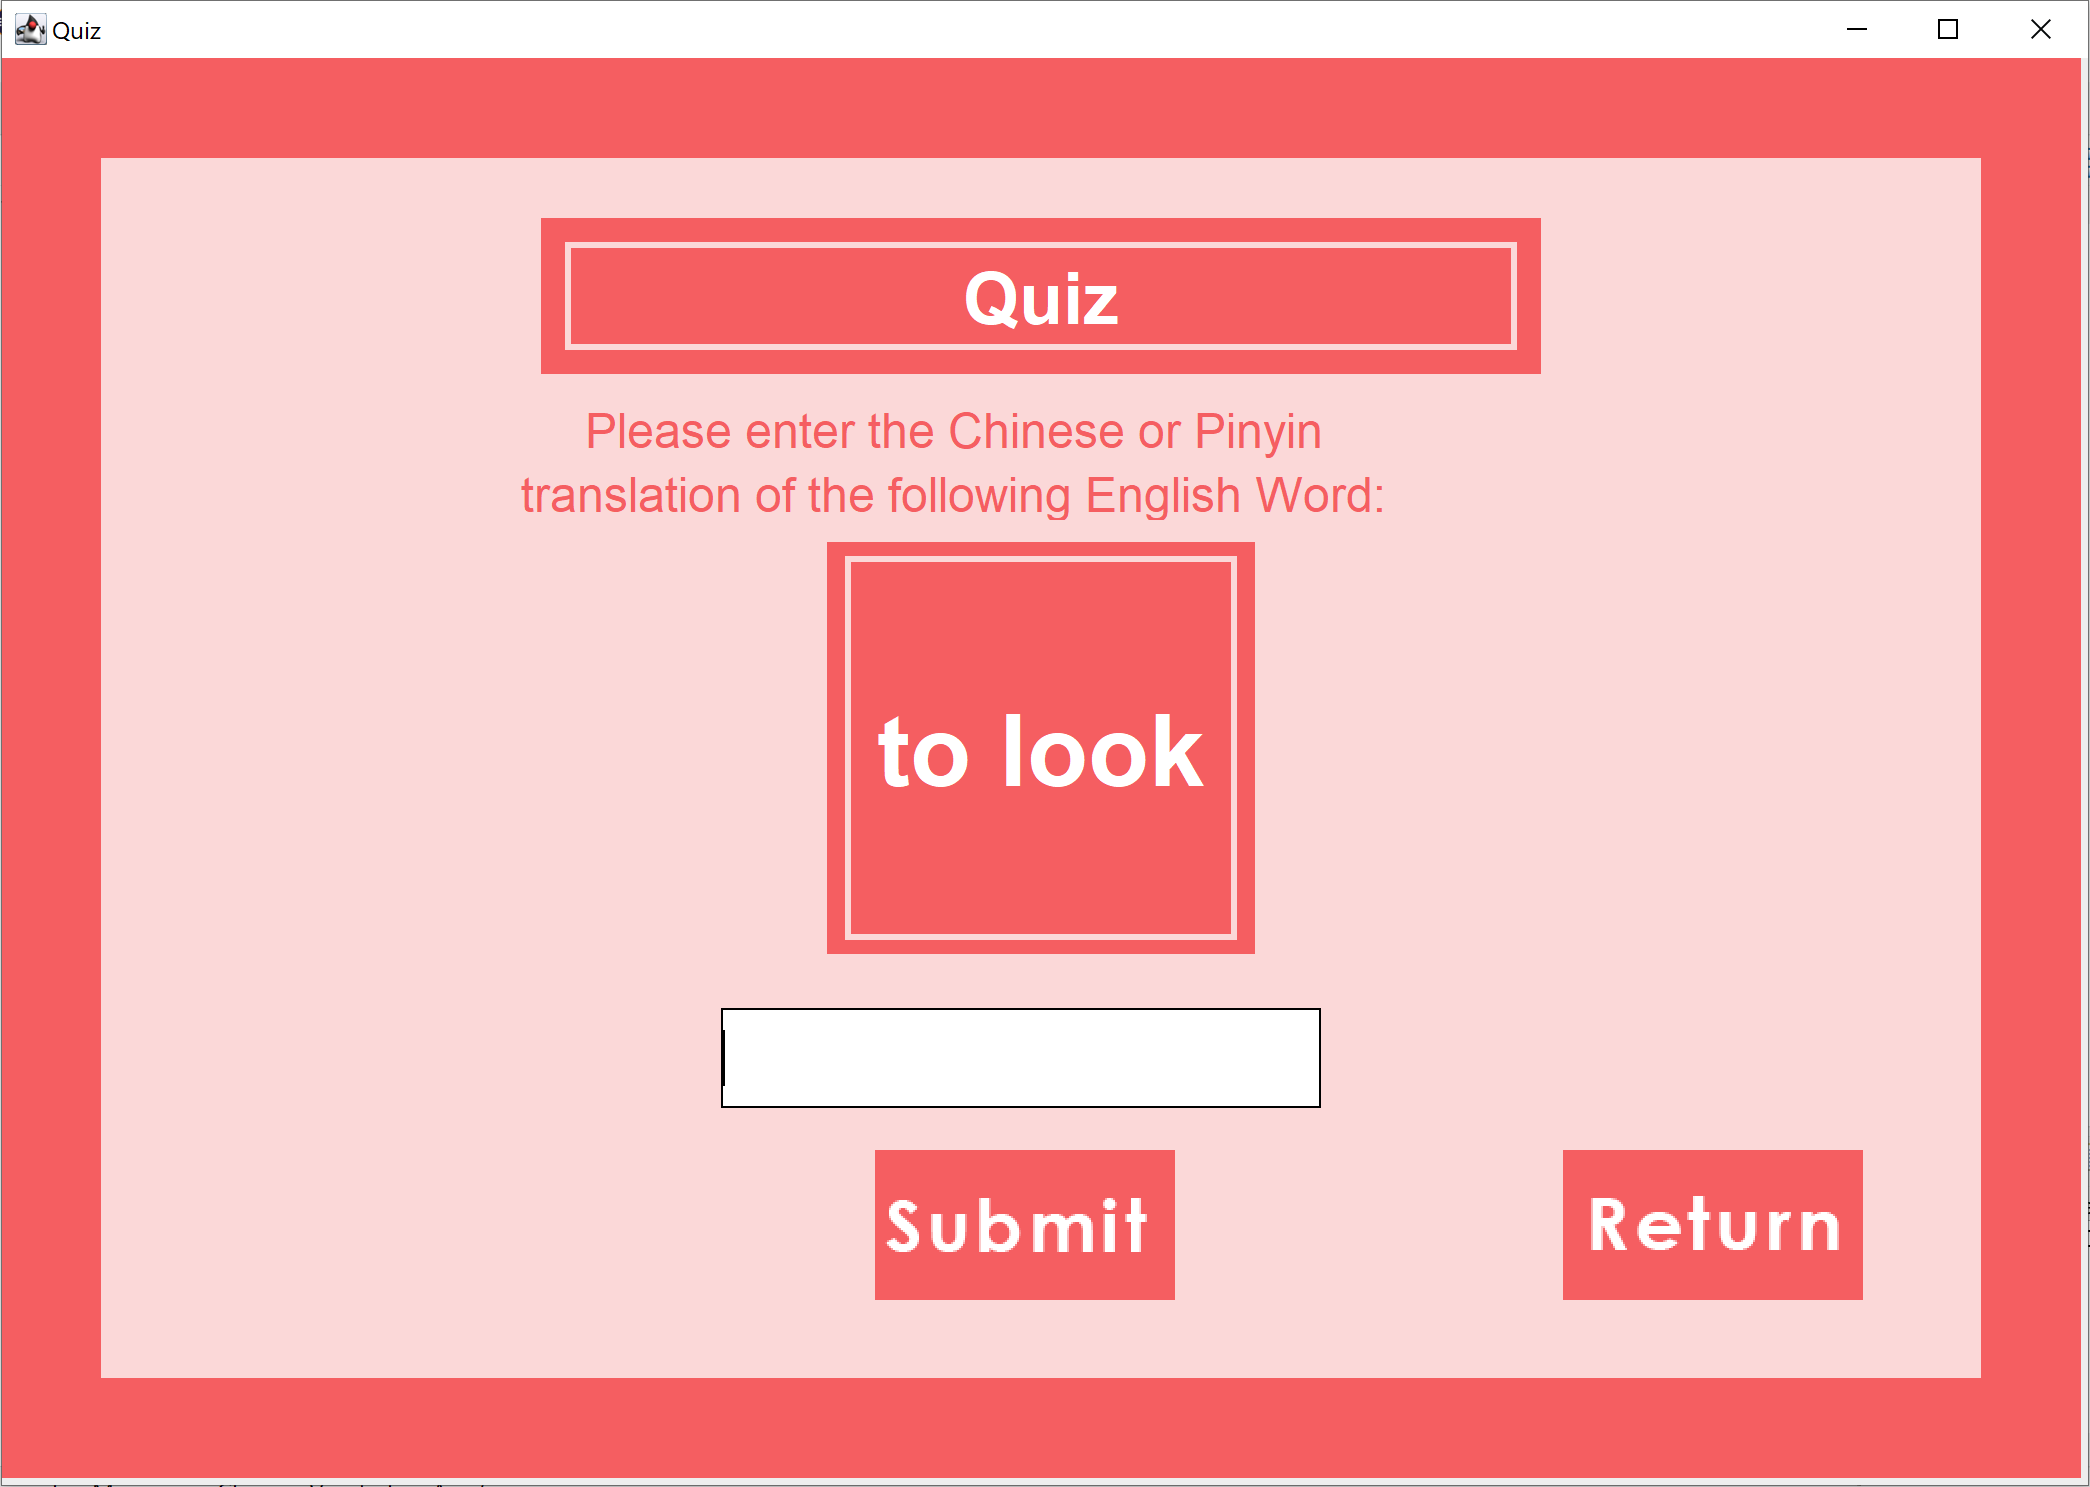 Quiz
Quiz
Please enter the Chinese or Pinyin
translation of the following English Word:
to look
Submit
Return